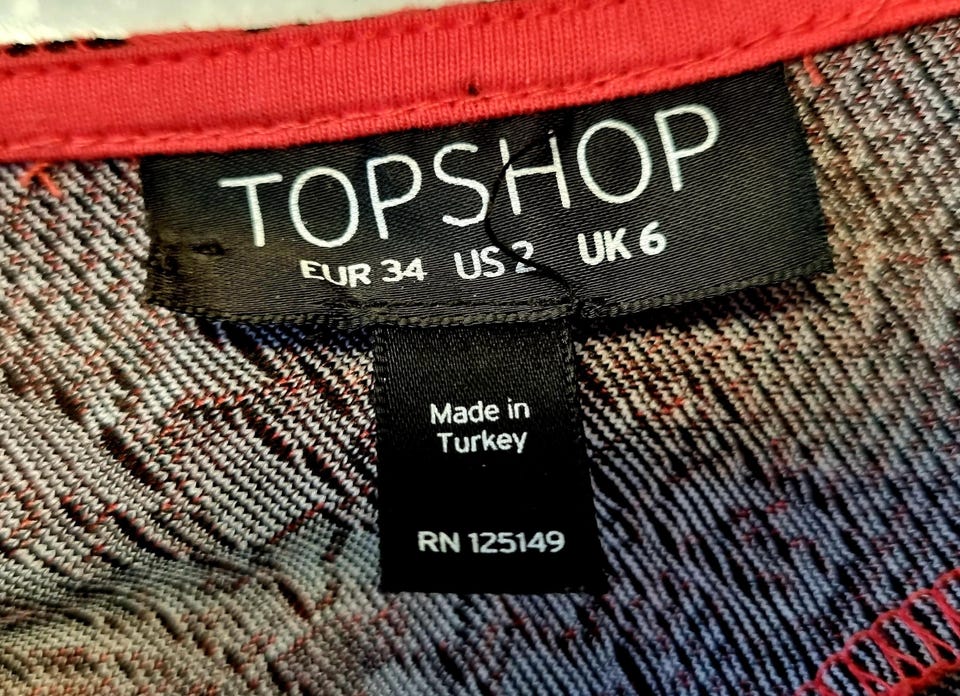 TOPSHOP
EUR 34 US 2 UK 6
Made in
Turkey
RN 125149